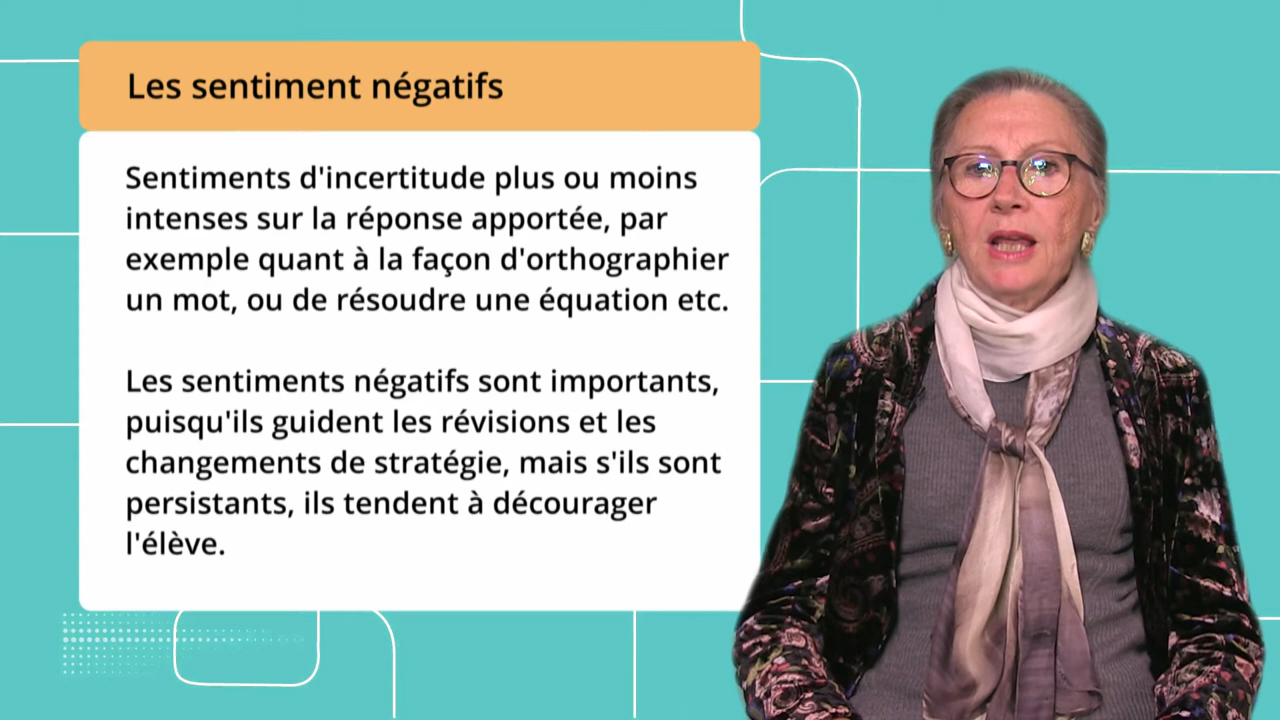 Les sentiment négatifs
Sentiments d'incertitude plus ou moins
intenses sur la réponse apportée, par
exemple quant à la façon d'orthographier
un mot, ou de résoudre une équation etc.
Les sentiments négatifs sont importants,
puisqu'ils guident les révisions et les
changements de stratégie, mais s'ils sont
persistants, ils tendent à décourager
l'élève.